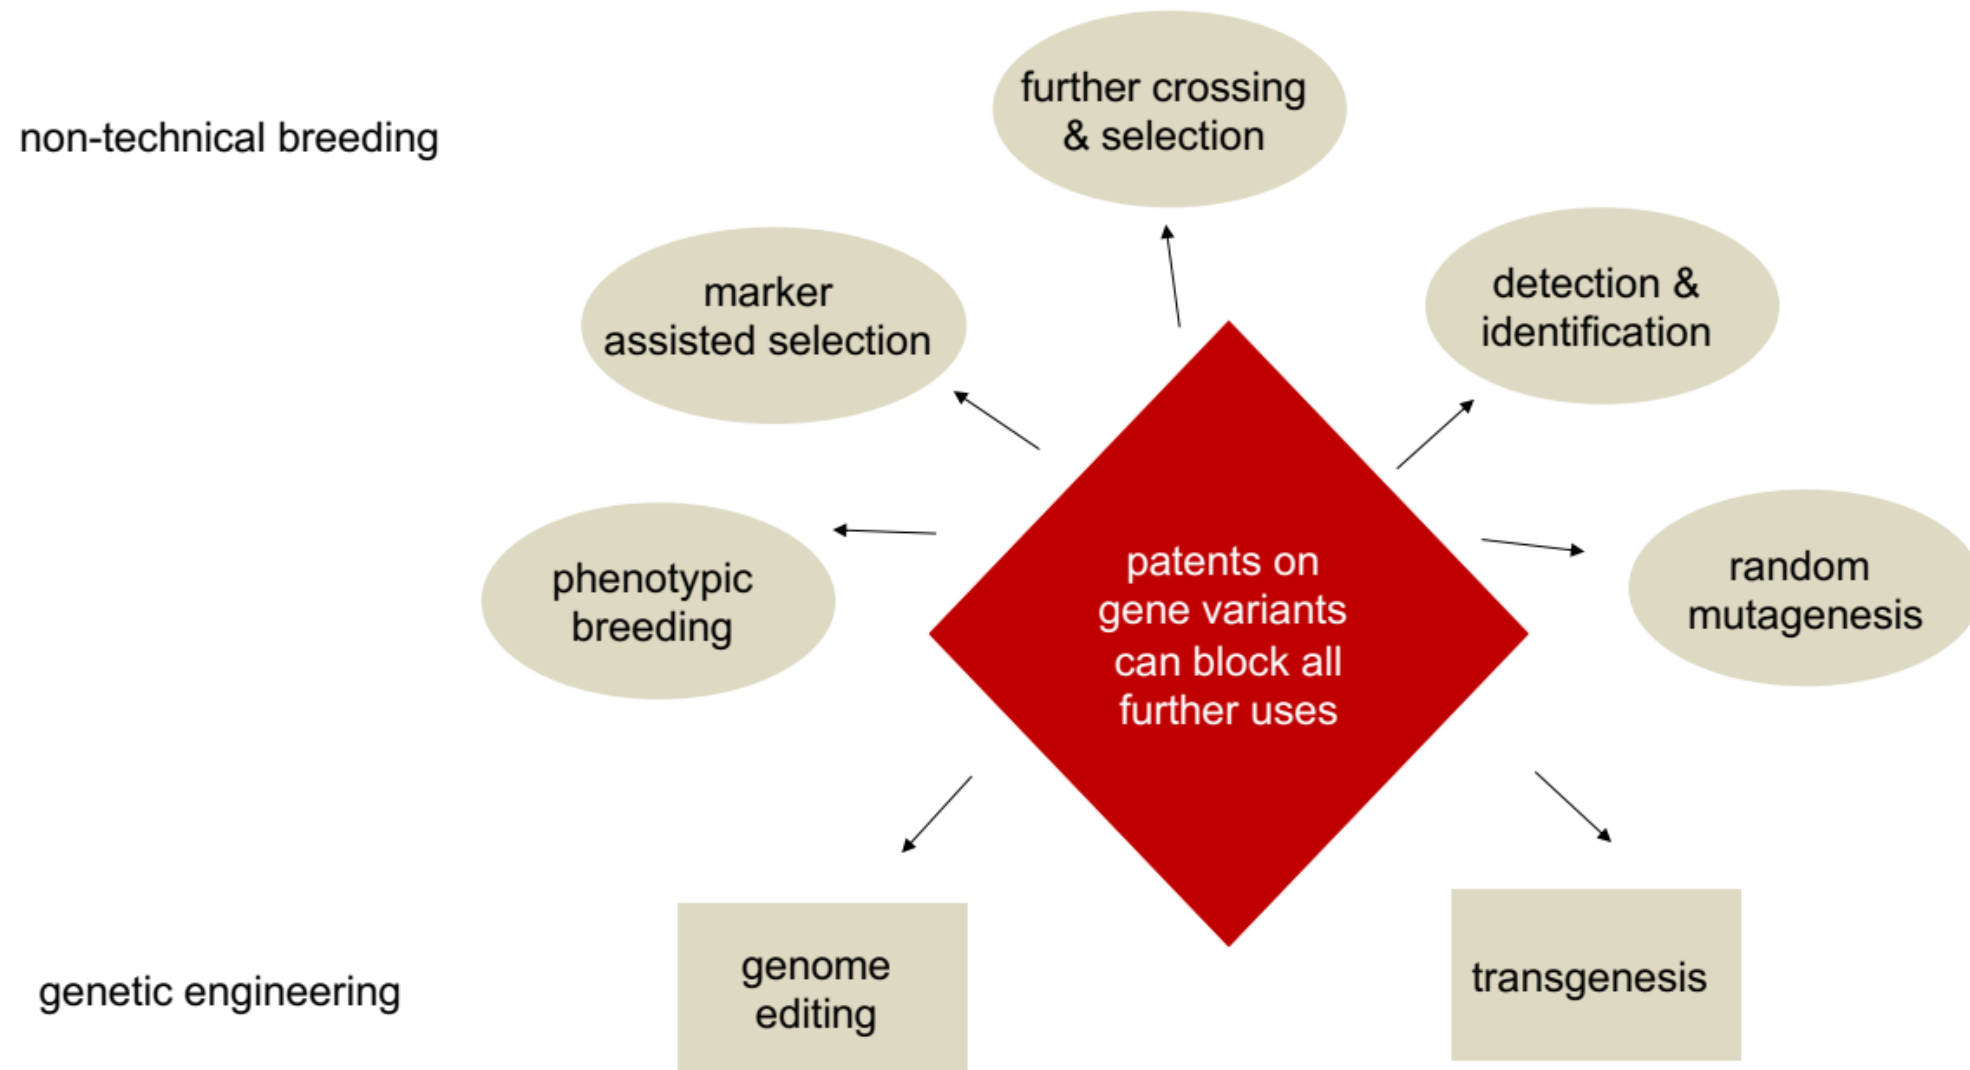 further crossing
& selection
non-technical breeding
marker
assisted selection
detection &
identification
phenotypic
breeding
patents on
gene variants
can block all
further uses
random
mutagenesis
genetic engineering
genome
editing
transgenesis